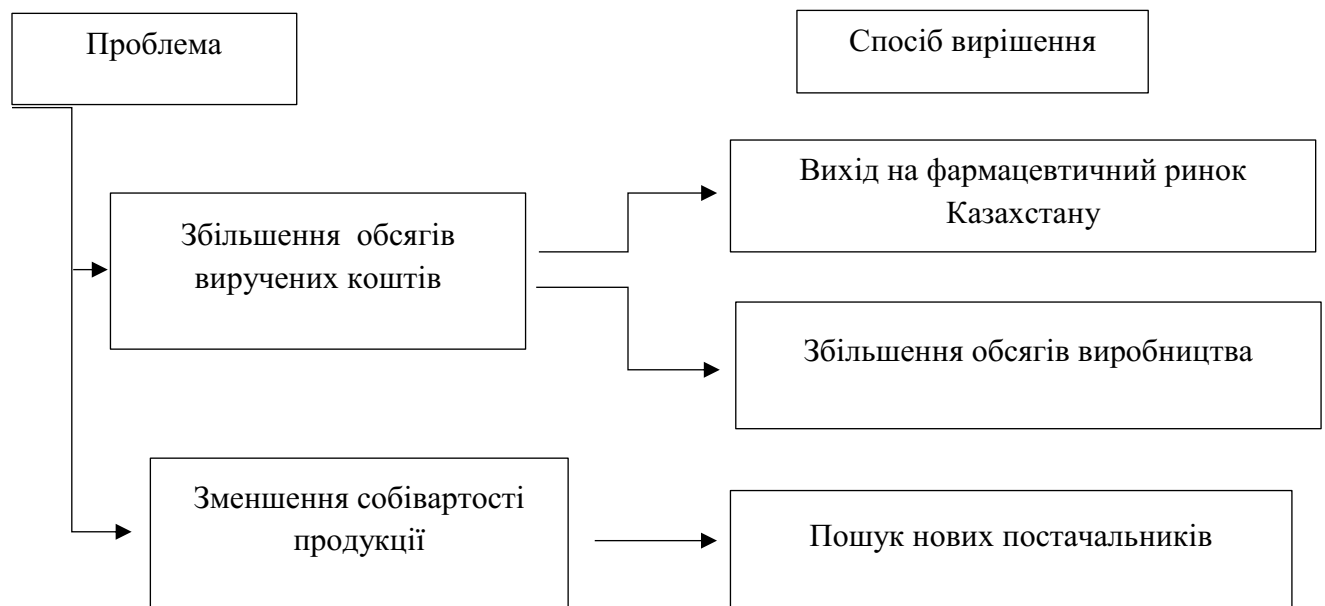 Проблема
Спосіб вирішення
Вихід на фармацевтичний ринок
Казахстану
Збільшення обсягів
виручених коштів
Збільшення обсягів виробництва
Зменшення собівартості
продукції
Пошук нових постачальників